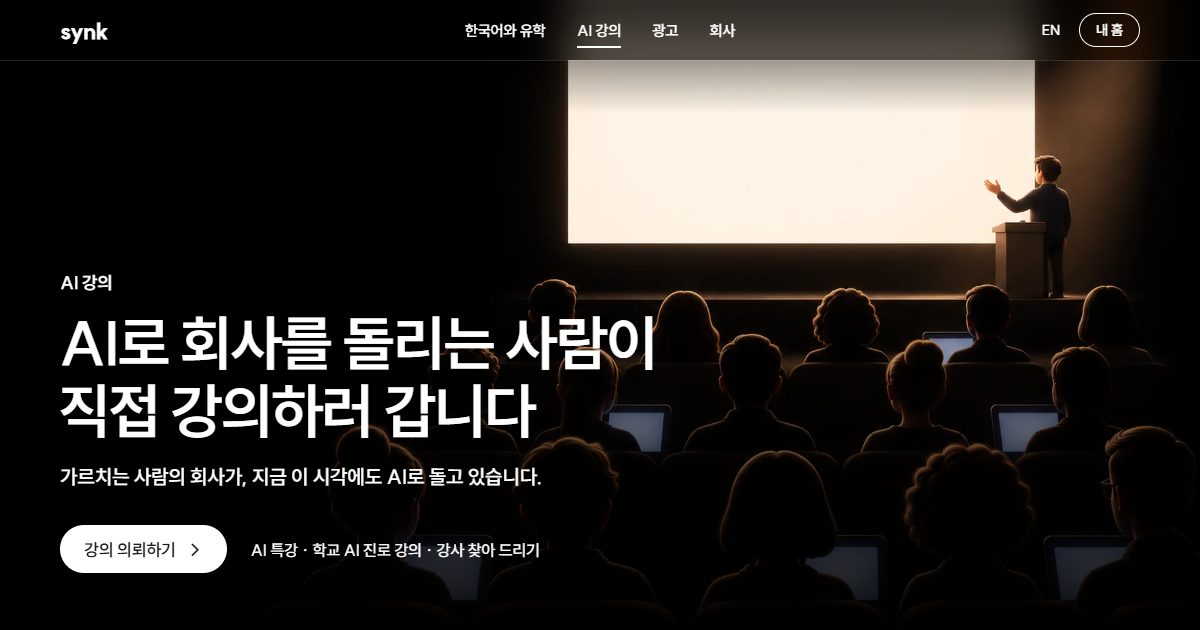 synk
한국어와 유학
AI 강의
광고
회사
EN
내 홈
AI 강의
AI로 회사를 돌리는 사람이
직접 강의하러 갑니다
가르치는 사람의 회사가, 지금 이 시각에도 AI로 돌고 있습니다.
강의 의뢰하기
AI 특강 · 학교 AI 진로 강의 · 강사 찾아 드리기